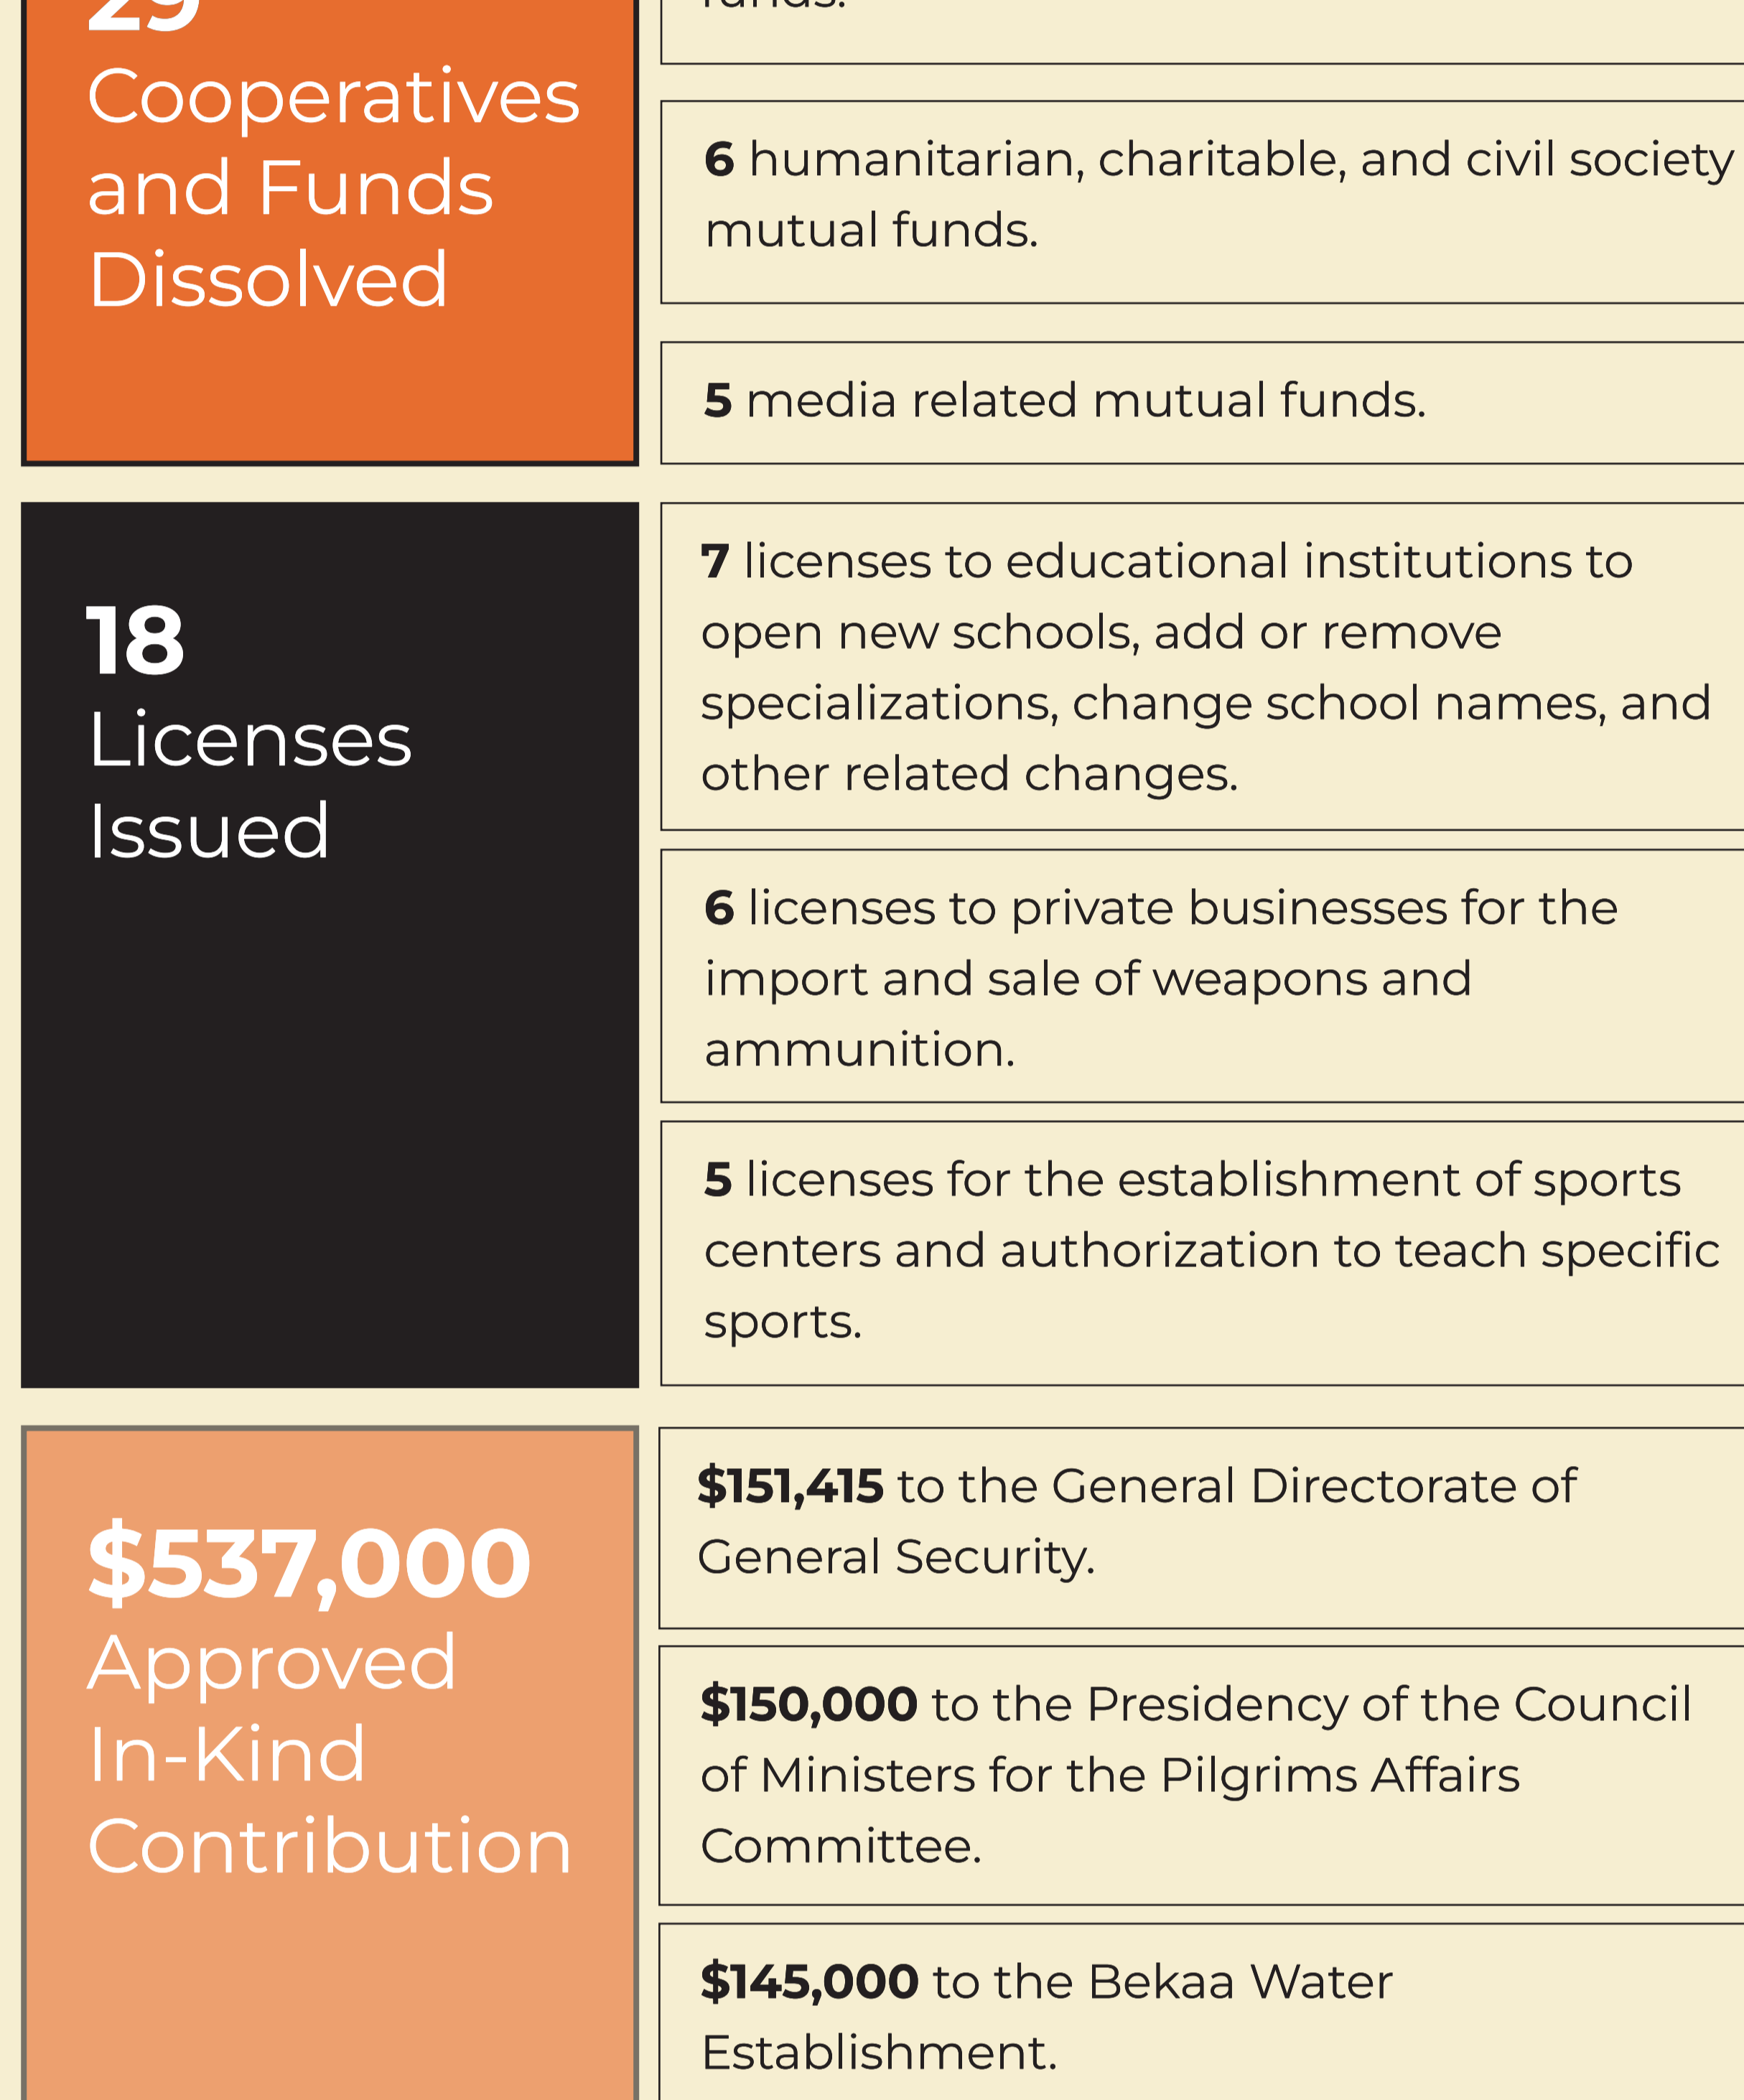 29
Cooperatives
and Funds
Dissolved
funds.
6 humanitarian, charitable, and civil society
mutual funds.
5 media related mutual funds.
18
Licenses
Issued
7 licenses to educational institutions to
open new schools, add or remove
specializations, change school names, and
other related changes.
6 licenses to private businesses for the
import and sale of weapons and
ammunition.
5 licenses for the establishment of sports
centers and authorization to teach specific
sports.
$537,000
Approved
In-Kind
Contribution
$151,415 to the General Directorate of
General Security.
$150,000 to the Presidency of the Council
of Ministers for the Pilgrims Affairs
Committee.
$145,000 to the Bekaa Water
Establishment.